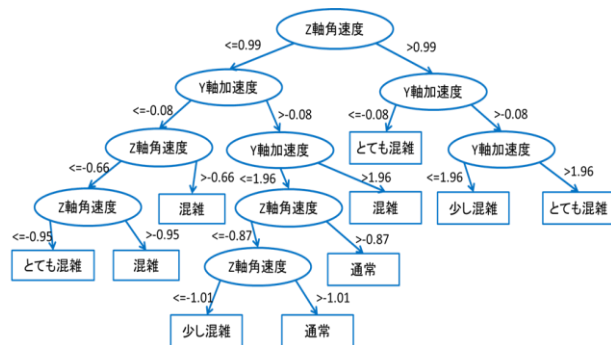 Z軸角速度
<=0.99
>0.99
Y軸加速度
Y軸加速度
<=-0.08
>-0.08
<=-0.08
>-0.08
Z軸角速度
Y軸加速度
とても混雑
Y軸加速度
<=-0.66
>-0.66
<=1.96
>1.96
<=1.96
>1.96
Z軸角速度
混雑
Z軸角速度
混雑
少し混雑
とても混雑
<=-0.95
>-0.95
<=-0.87
>-0.87
とても混雑
混雑
Z軸角速度
通常
<=-1.01
>-1.01
少し混雑
通常